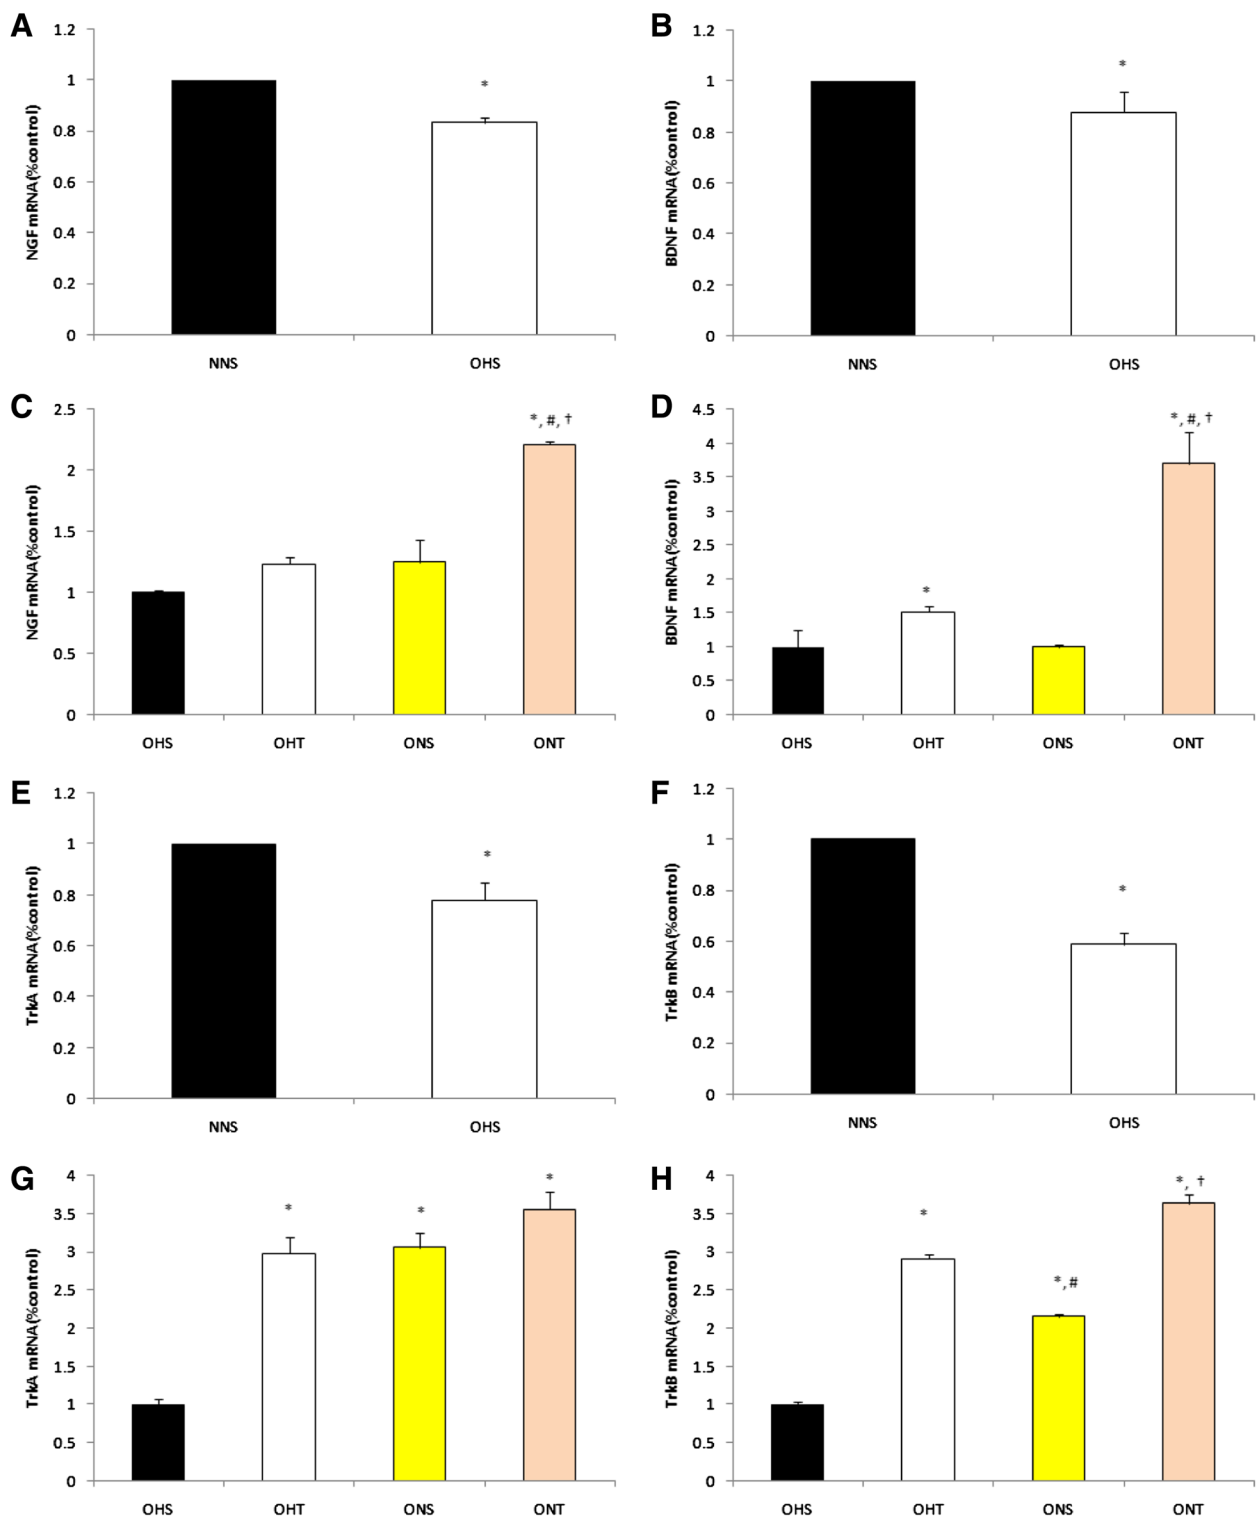 A
NGF mRNA(%control)
1.2
1
0.8
0.6
0.4
0.2
0
*
NNS
OHS
B
BDNF mRNA(%control)
1.2
1
0.8
0.6
0.4
0.2
0
*
NNS
OHS
C
NGF mRNA(%control)
2.5
2
1.5
1
0.5
0
*, #, †
OHS
OHT
ONS
ONT
D
BDNF mRNA(%control)
4.5
4
3.5
3
2.5
2
1.5
1
0.5
0
*
*, #, †
OHS
OHT
ONS
ONT
E
TrkA mRNA(%control)
1.2
1
0.8
0.6
0.4
0.2
0
*
NNS
OHS
F
TrkB mRNA(%control)
1.2
1
0.8
0.6
0.4
0.2
0
*
NNS
OHS
G
TrkA mRNA(%control)
4
3.5
3
2.5
2
1.5
1
0.5
0
*
*
*
OHS
OHT
ONS
ONT
H
TrkB mRNA(%control)
4
3.5
3
2.5
2
1.5
1
0.5
0
*
*, #
*, †
OHS
OHT
ONS
ONT